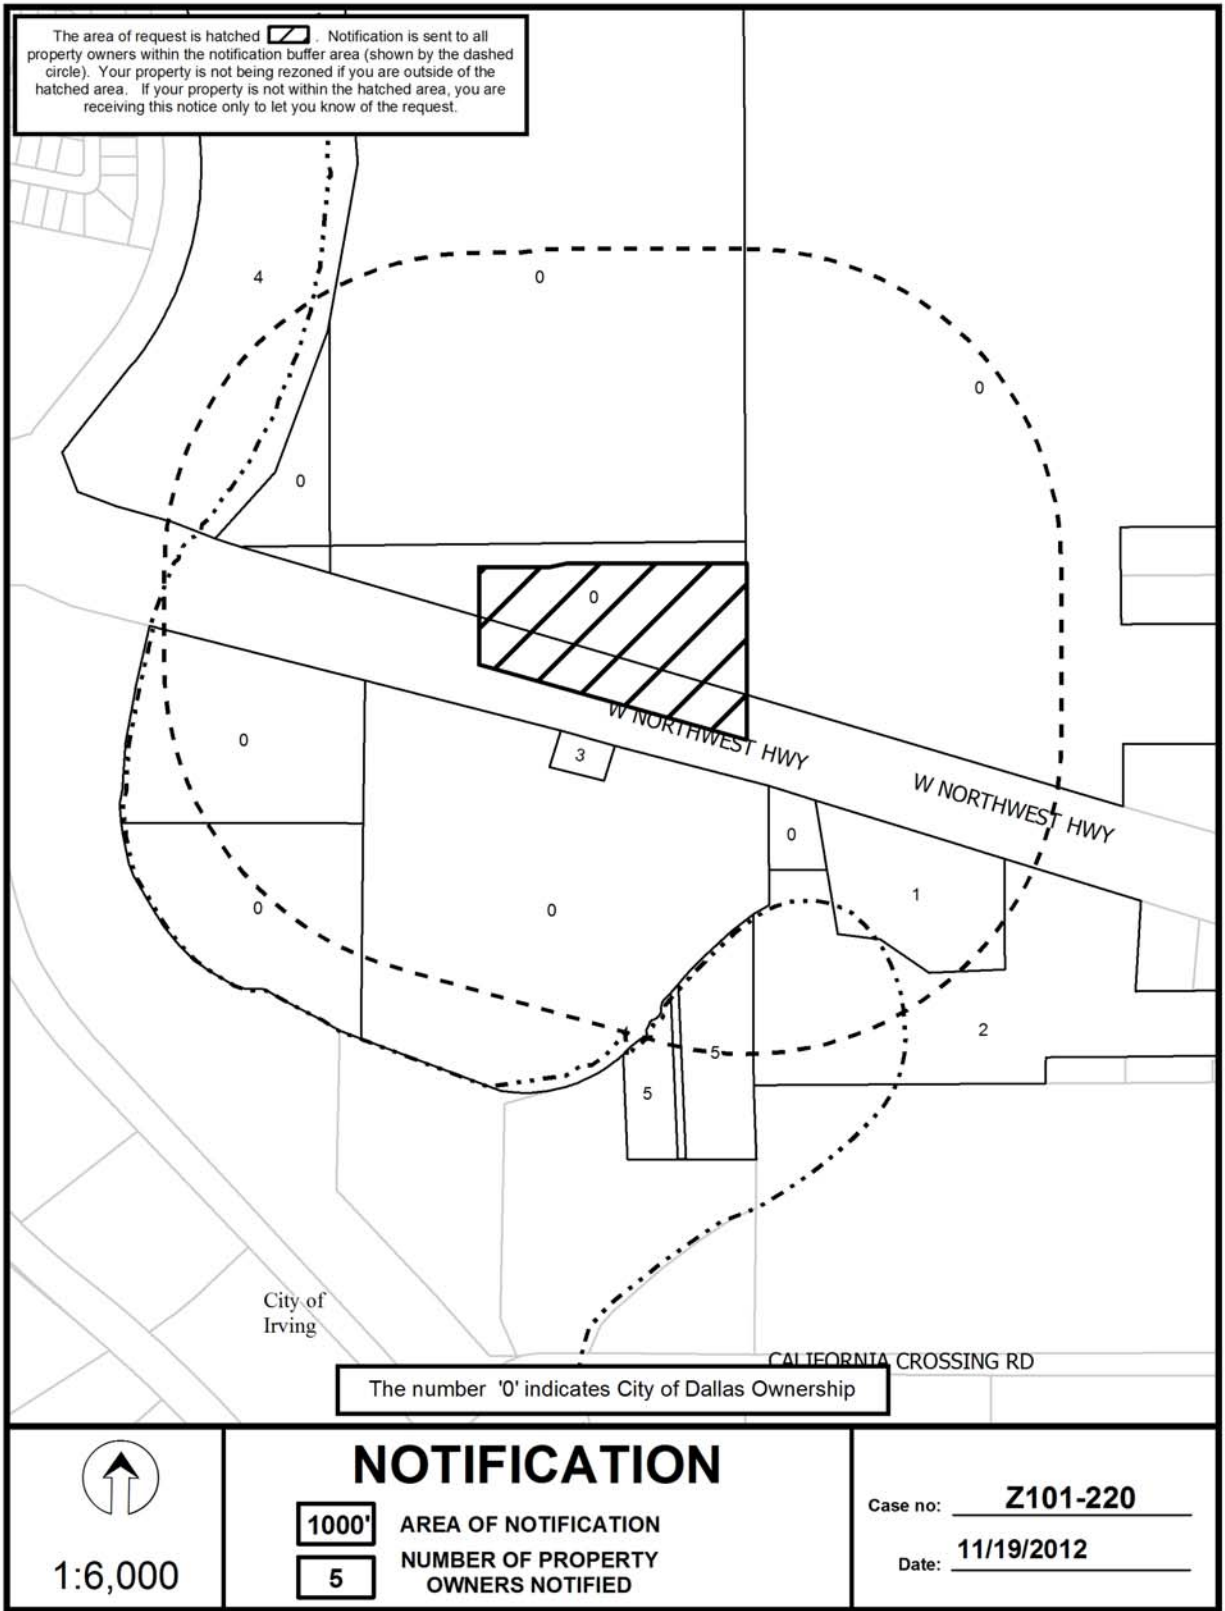 The area of request is hatched . Notification is sent to all
property owners within the notification buffer area (shown by the dashed
circle). Your property is not being rezoned if you are outside of the
hatched area. If your property is not within the hatched area, you are
receiving this notice only to let you know of the request.
4
0
0
0
0
W NORTHWEST HWY
3
0
W NORTHWEST HWY
0
1
0
0
2
5
5
City of
Irving
CALIFORNIA CROSSING RD
The number '0' indicates City of Dallas Ownership
1:6,000
NOTIFICATION
1000' AREA OF NOTIFICATION
5 NUMBER OF PROPERTY
OWNERS NOTIFIED
Case no: Z101-220
Date: 11/19/2012